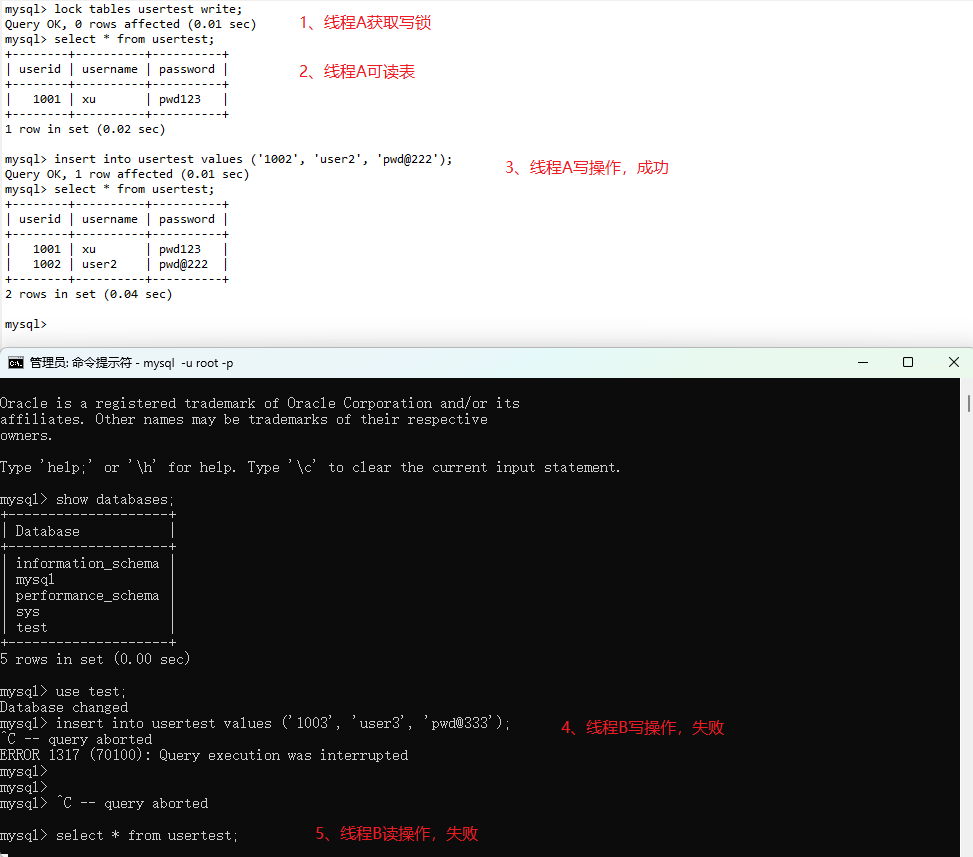 mysql> lock tables usertest write;
Query OK, 0 rows affected (0.01 sec)
1、线程A获取写锁
mysql> select * from usertest;
+--------+----------+----------+
| userid | username | password |
2、线程A可读表
+--------+----------+----------+
|   1001 | xu       | pwd123   |
+--------+----------+----------+
1 row in set (0.02 sec)
mysql> insert into usertest values ('1002', 'user2', 'pwd@222');
3、线程A写操作，成功
Query OK, 1 row affected (0.01 sec)
mysql> select * from usertest;
+--------+----------+----------+
| userid | username | password |
+--------+----------+----------+
|   1001 | xu       | pwd123   |
|   1002 | user2    | pwd@222  |
+--------+----------+----------+
2 rows in set (0.04 sec)
mysql>
管理员: 命令提示符 - mysql  -u root -p
Oracle is a registered trademark of Oracle Corporation and/or its
affiliates. Other names may be trademarks of their respective
owners.
Type 'help;' or '\h' for help. Type '\c' to clear the current input statement.
mysql> show databases;
+--------------------+
| Database           |
+--------------------+
| information_schema |
| mysql              |
| performance_schema |
| sys                |
| test               |
+--------------------+
5 rows in set (0.00 sec)
mysql> use test;
Database changed
mysql> insert into usertest values ('1003', 'user3', 'pwd@333');
4、线程B写操作，失败
^C -- query aborted
ERROR 1317 (70100): Query execution was interrupted
mysql>
mysql>
mysql> ^C -- query aborted
mysql> select * from usertest;
5、线程B读操作，失败